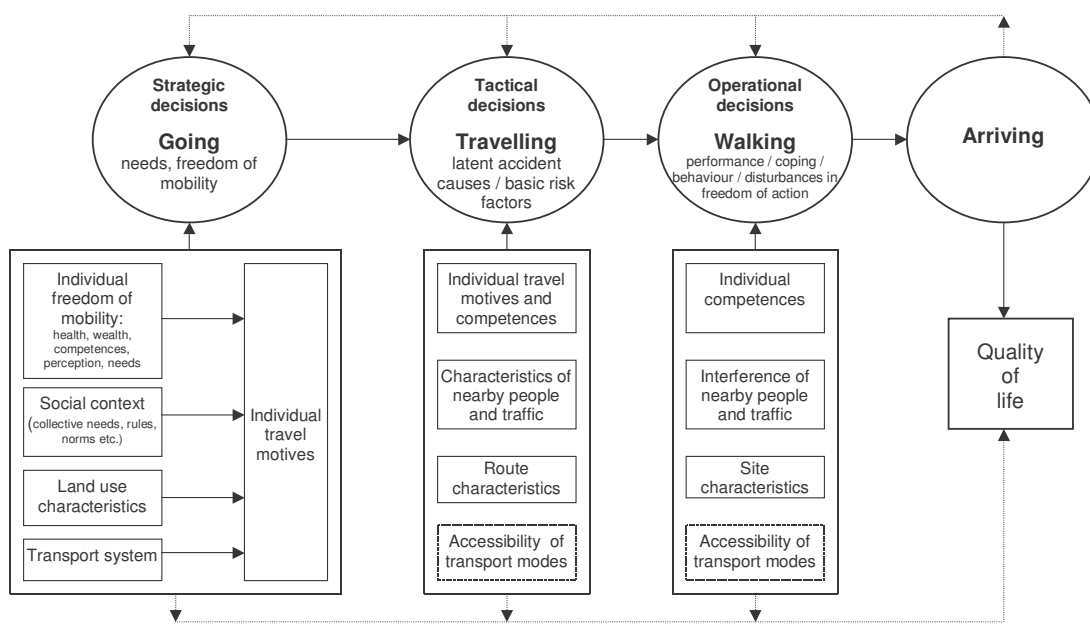 Strategic
decisions
Going
needs, freedom of
mobility
Tactical
decisions
Travelling
latent accident
causes / basic risk
factors
Operational
decisions
Walking
performance / coping /
behaviour / disturbances in
freedom of action
Arriving
Individual
freedom of
mobility:
health, wealth,
competences,
perception, needs
Social context
(collective needs, rules,
norms etc.)
Land use
characteristics
Transport system
Individual
travel
motives
Individual travel
motives and
competences
Characteristics of
nearby people
and traffic
Route
characteristics
Accessibility of
transport modes
Individual
competences
Interference of
nearby people
and traffic
Site
characteristics
Accessibility of
transport modes
Quality
of
life